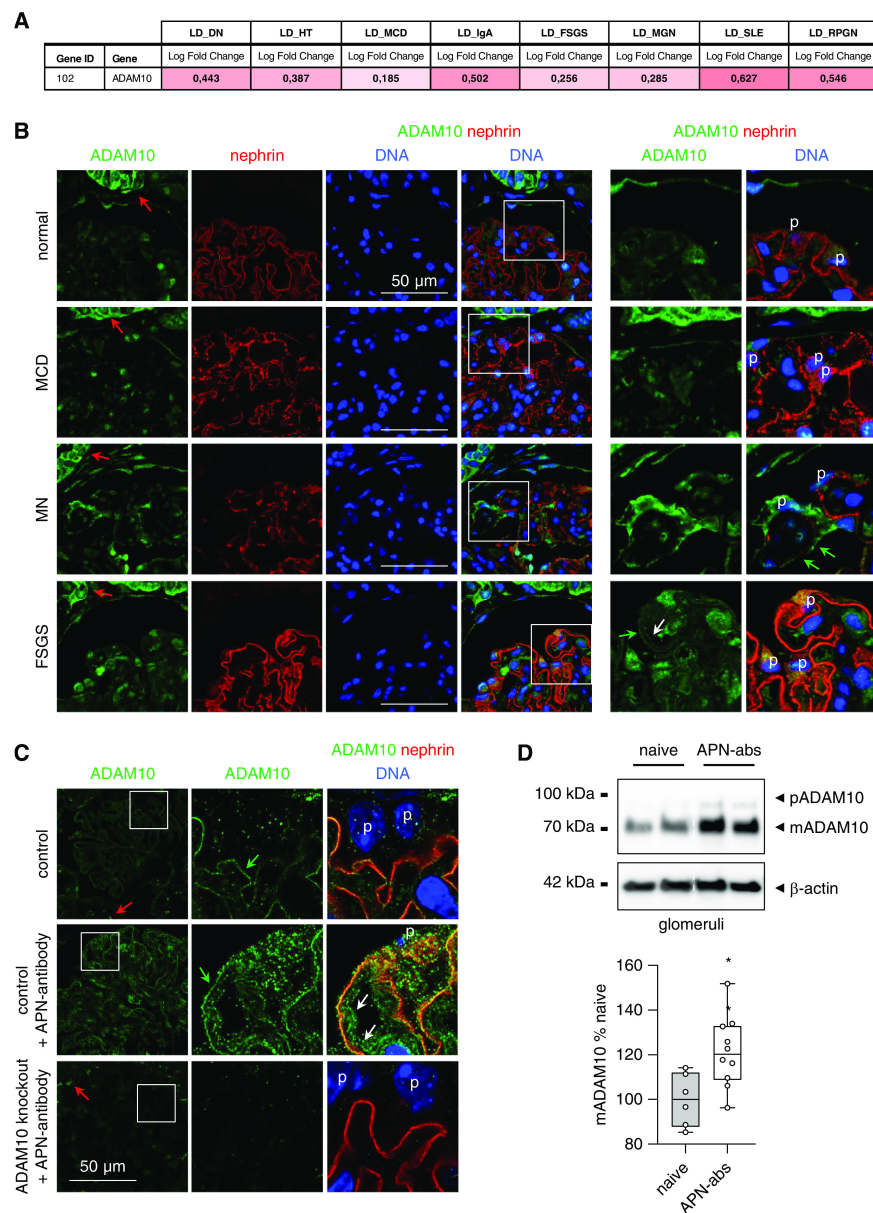 A
LD_DN LD_HT LD_MCD LD_IgA LD_FSGS LD_MGN LD_SLE LD_RPGN
Gene ID Gene Log Fold Change Log Fold Change Log Fold Change Log Fold Change Log Fold Change Log Fold Change Log Fold Change Log Fold Change
102 ADAM10 0,443 0,387 0,185 0,502 0,256 0,285 0,627 0,546
B
ADAM10 nephrin ADAM10 nephrin
ADAM10 nephrin DNA DNA ADAM10 DNA
normal
50 µm
p
p
MCD
p
p
p
MN
p
p
FSGS
p
p
p
C
ADAM10 nephrin
ADAM10 ADAM10 DNA
control
p
p
control
+ APN-antibody
p
ADAM10 knockout
+ APN-antibody
50 µm
p
p
D
naive APN-abs
100 kDa
pADAM10
70 kDa mADAM10
42 kDa β-actin
glomeruli
mADAM10 % naive
160
140
120
100
80
*
*
naive
APN-abs